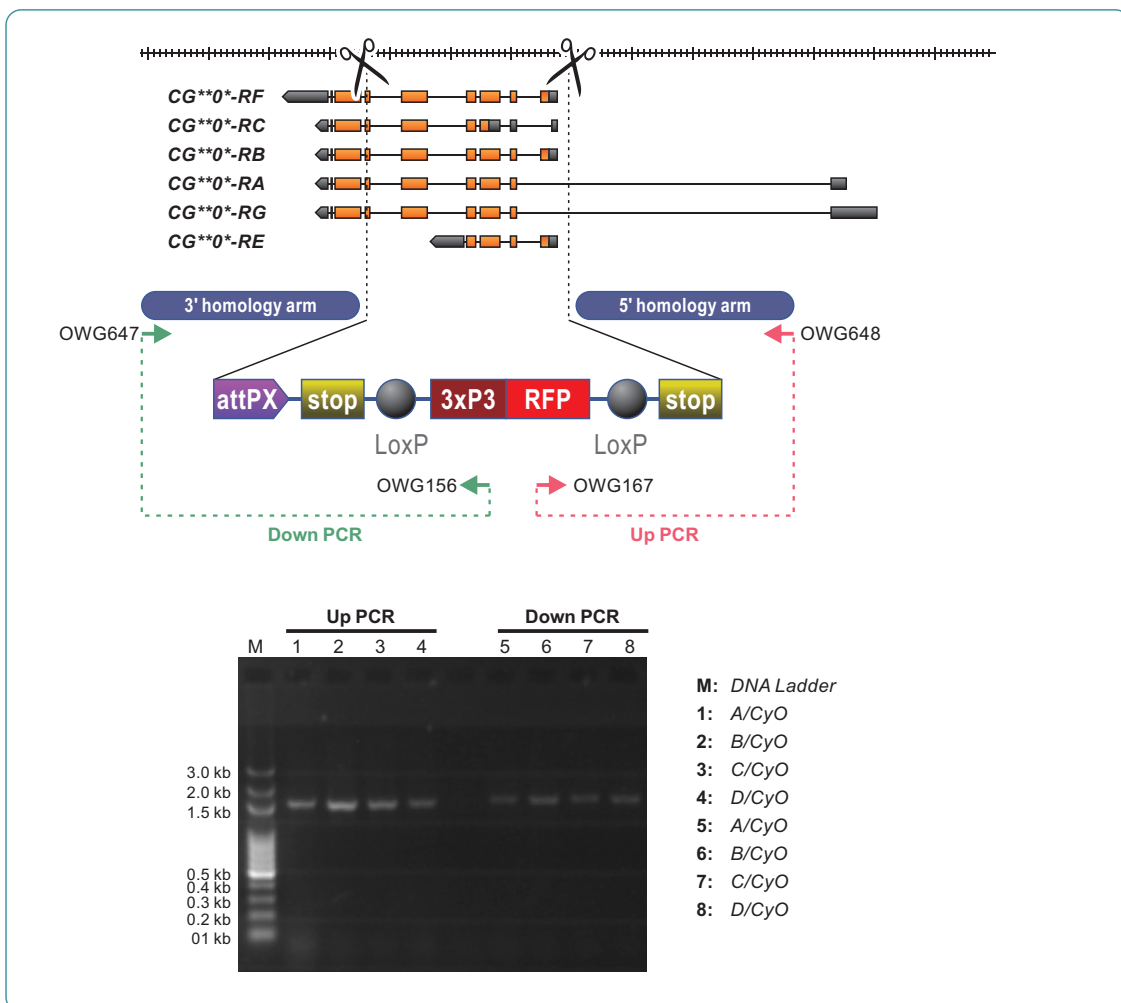 CG**0*-RF
CG**0*-RC
CG**0*-RB
CG**0*-RA
CG**0*-RG
CG**0*-RE
3' homology arm
5' homology arm
OWG647
OWG648
attPX
stop
3xP3
RFP
stop
LoxP
LoxP
OWG156
OWG167
Down PCR
Up PCR
Up PCR
Down PCR
M
1
2
3
4
5
6
7
8
3.0 kb
2.0 kb
1.5 kb
0.5 kb
0.4 kb
0.3 kb
0.2 kb
01 kb
M: DNA Ladder
1: A/CyO
2: B/CyO
3: C/CyO
4: D/CyO
5: A/CyO
6: B/CyO
7: C/CyO
8: D/CyO